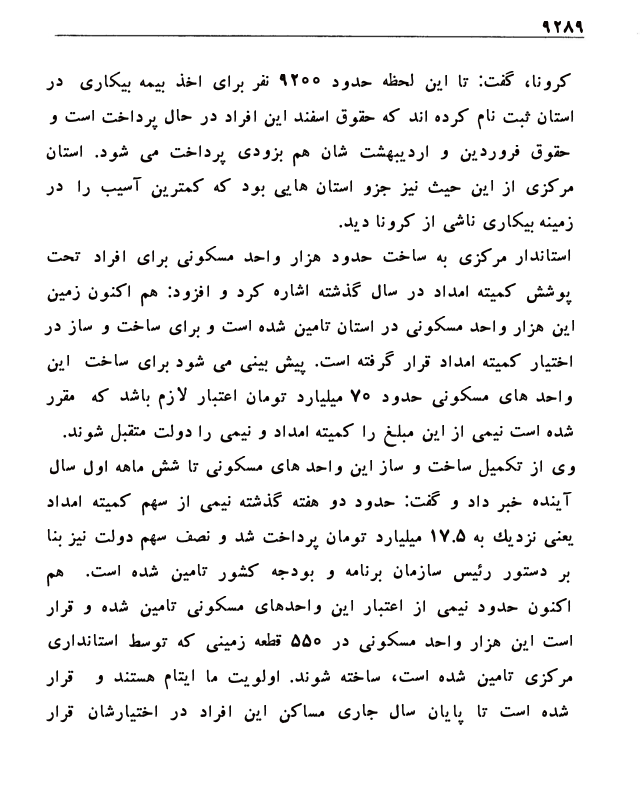 ۹۲۸۹
کرونا، گفت: تا این لحظه حدود ۹۲۰۰ نفر برای اخذ بیمه بیکاری در
استان ثبت نام کرده اند که حقوق اسفند این افراد در حال پرداخت است و
حقوق فروردین و اردیبهشت شان هم بزودی پرداخت می شود. استان
مرکزی از این حیث نیز جزو استان هایی بود که کمترین آسیب را در
زمینه بیکاری ناشی از کرونا دید.
استاندار مرکزی به ساخت حدود هزار واحد مسکونی برای افراد تحت
پوشش کمیته امداد در سال گذشته اشاره کرد و افزود: هم اکنون زمین
این هزار واحد مسکونی در استان تامین شده است و برای ساخت و ساز در
اختیار کمیته امداد قرار گرفته است. پیش بینی می شود برای ساخت این
واحد های مسکونی حدود ۷۰ میلیارد تومان اعتبار لازم باشد که مقرر
شده است نیمی از این مبلغ را کمیته امداد و نیمی را دولت متقبل شوند.
وی از تکمیل ساخت و ساز این واحد های مسکونی تا شش ماهه اول سال
آینده خبر داد و گفت: حدود دو هفته گذشته نیمی از سهم کمیته امداد
یعنی نزدیك به ۱۷.۵ میلیارد تومان پرداخت شد و نصف سهم دولت نیز بنا
بر دستور رئیس سازمان برنامه و بودجه کشور تامین شده است. هم
اکنون حدود نیمی از اعتبار این واحدهای مسکونی تامین شده و قرار
است این هزار واحد مسکونی در ۵۵۰ قطعه زمینی که توسط استانداری
مرکزی تامین شده است، ساخته شوند. اولویت ما ایتام هستند و قرار
شده است تا پایان سال جاری مساکن این افراد در اختیارشان قرار